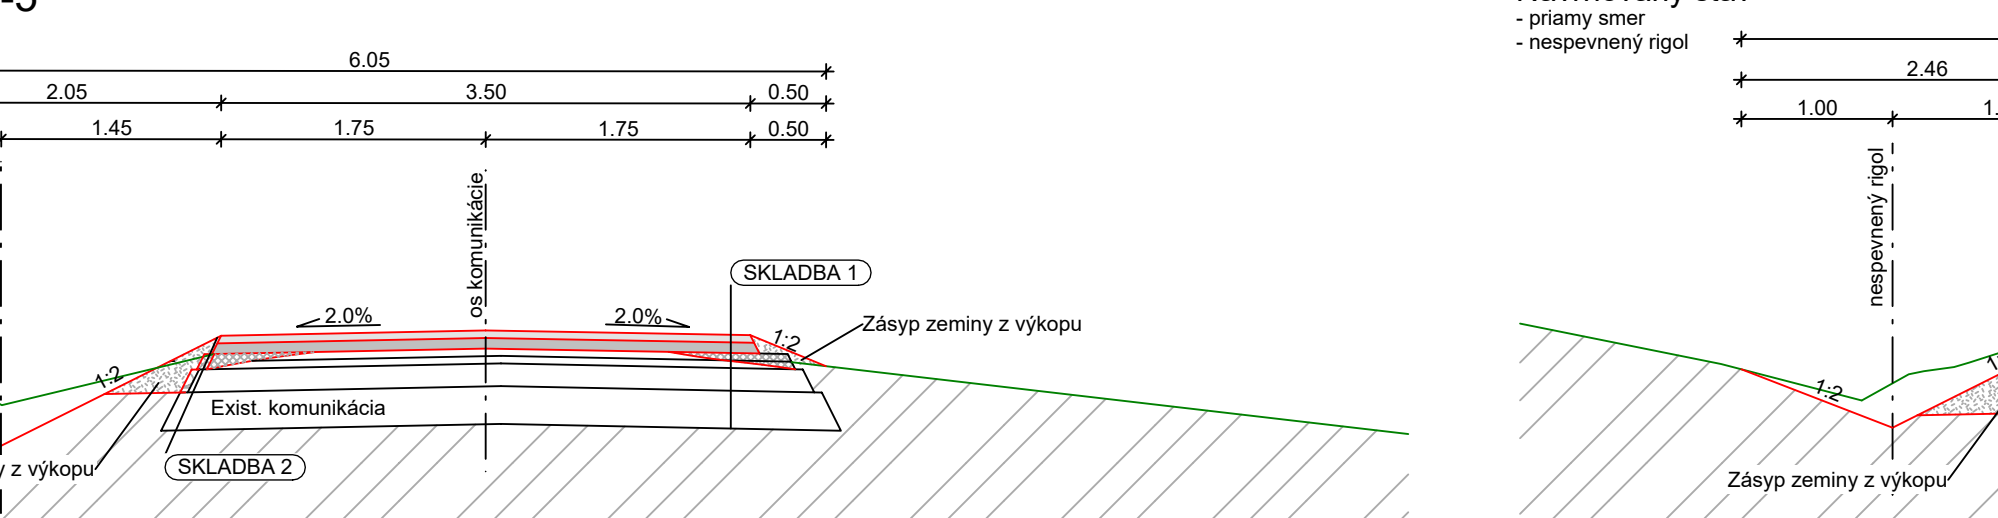 -5
6.05
2.05
3.50
0.50
1.45
1.75
1.75
0.50
os komunikácie
SKLADBA 1
2.0%
2.0%
1:2
Zásyp zeminy z výkopu
1:2
Exist. komunikácia
z výkopu
SKLADBA 2
- priamy smer
- nespevnený rigol
2.46
1.00
1.
nespevnený rigol
1:2
Zásyp zeminy z výkopu